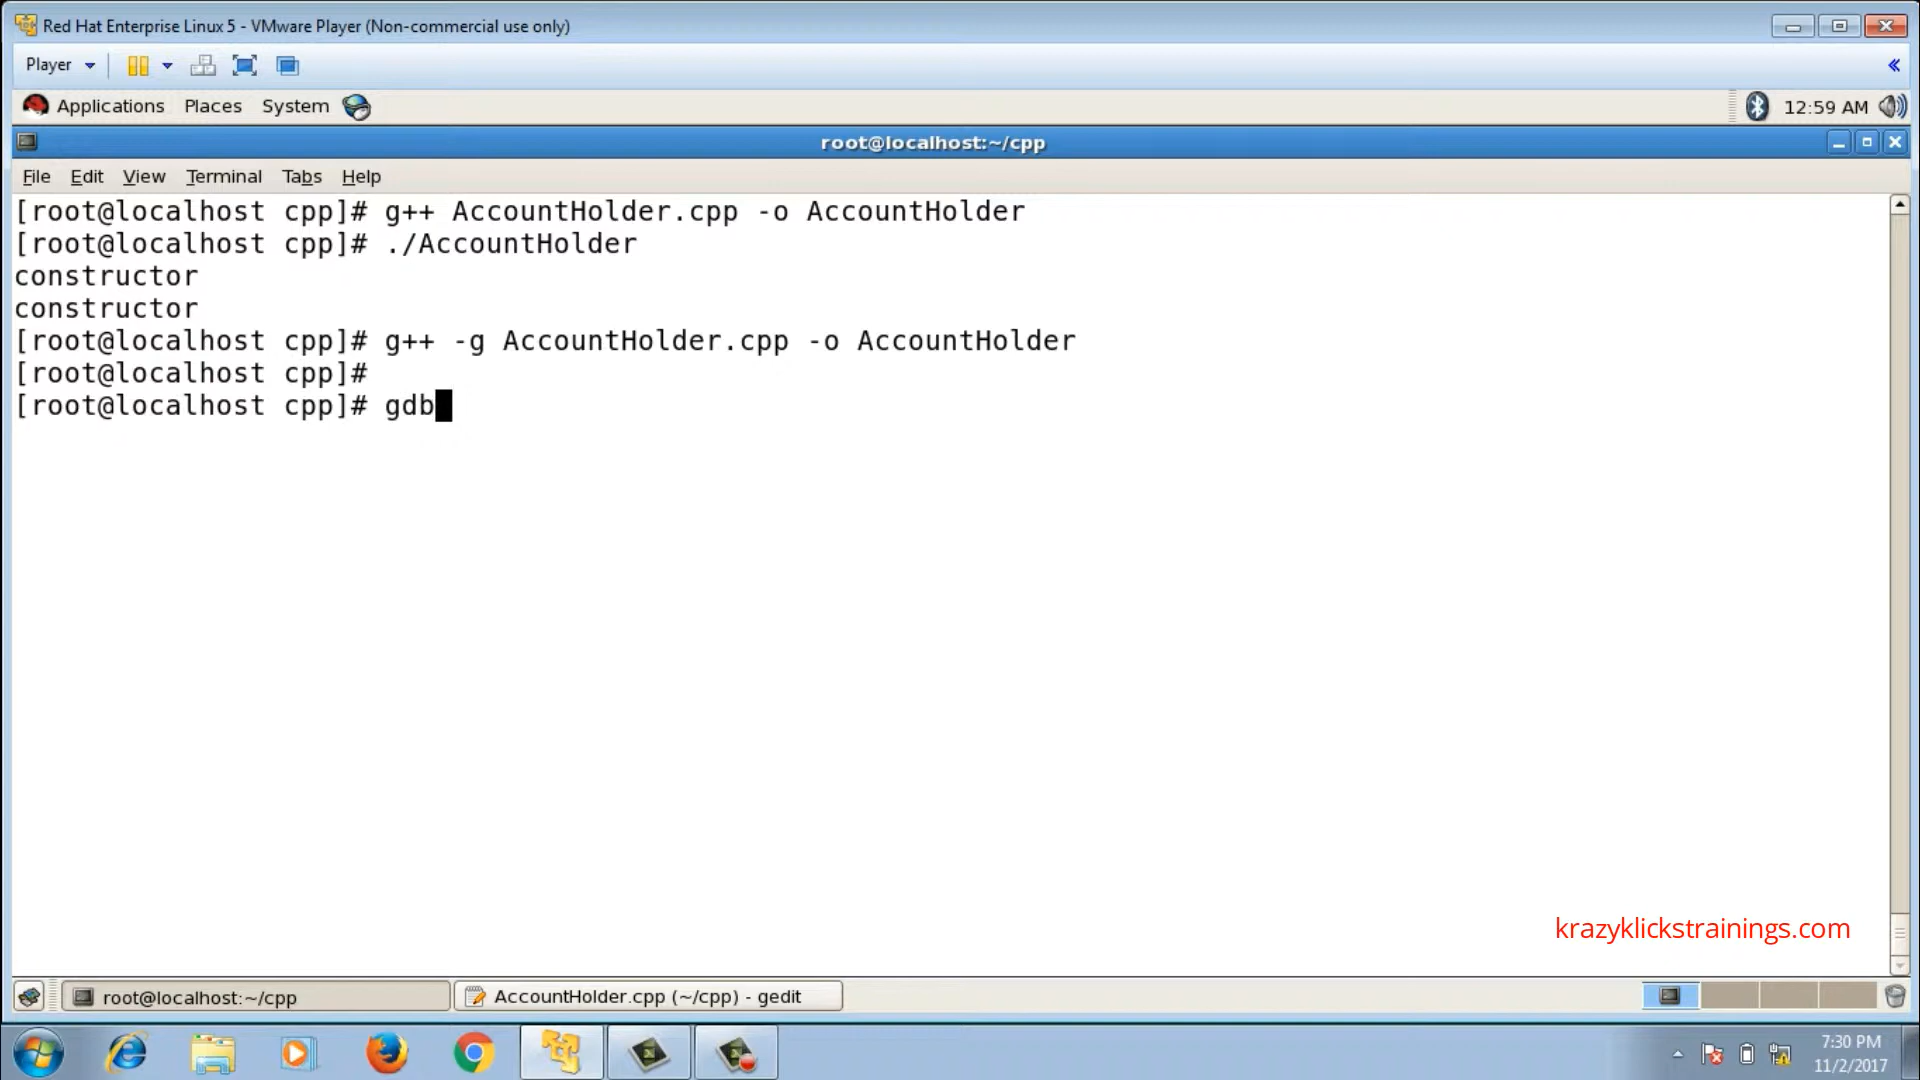 Red Hat Enterprise Linux 5 - VMware Player (Non-commercial use only)
Player
Applications Places System 12:59 AM
root@localhost:~/cpp
File Edit View Terminal Tabs Help
[root@localhost cpp]# g++ AccountHolder.cpp -o AccountHolder
[root@localhost cpp]# ./AccountHolder
constructor
constructor
[root@localhost cpp]# g++ -g AccountHolder.cpp -o AccountHolder
[root@localhost cpp]#
[root@localhost cpp]# gdb
krazyklickstrainings.com
root@localhost:~/cpp AccountHolder.cpp (~/cpp) - gedit
7:30 PM
11/2/2017